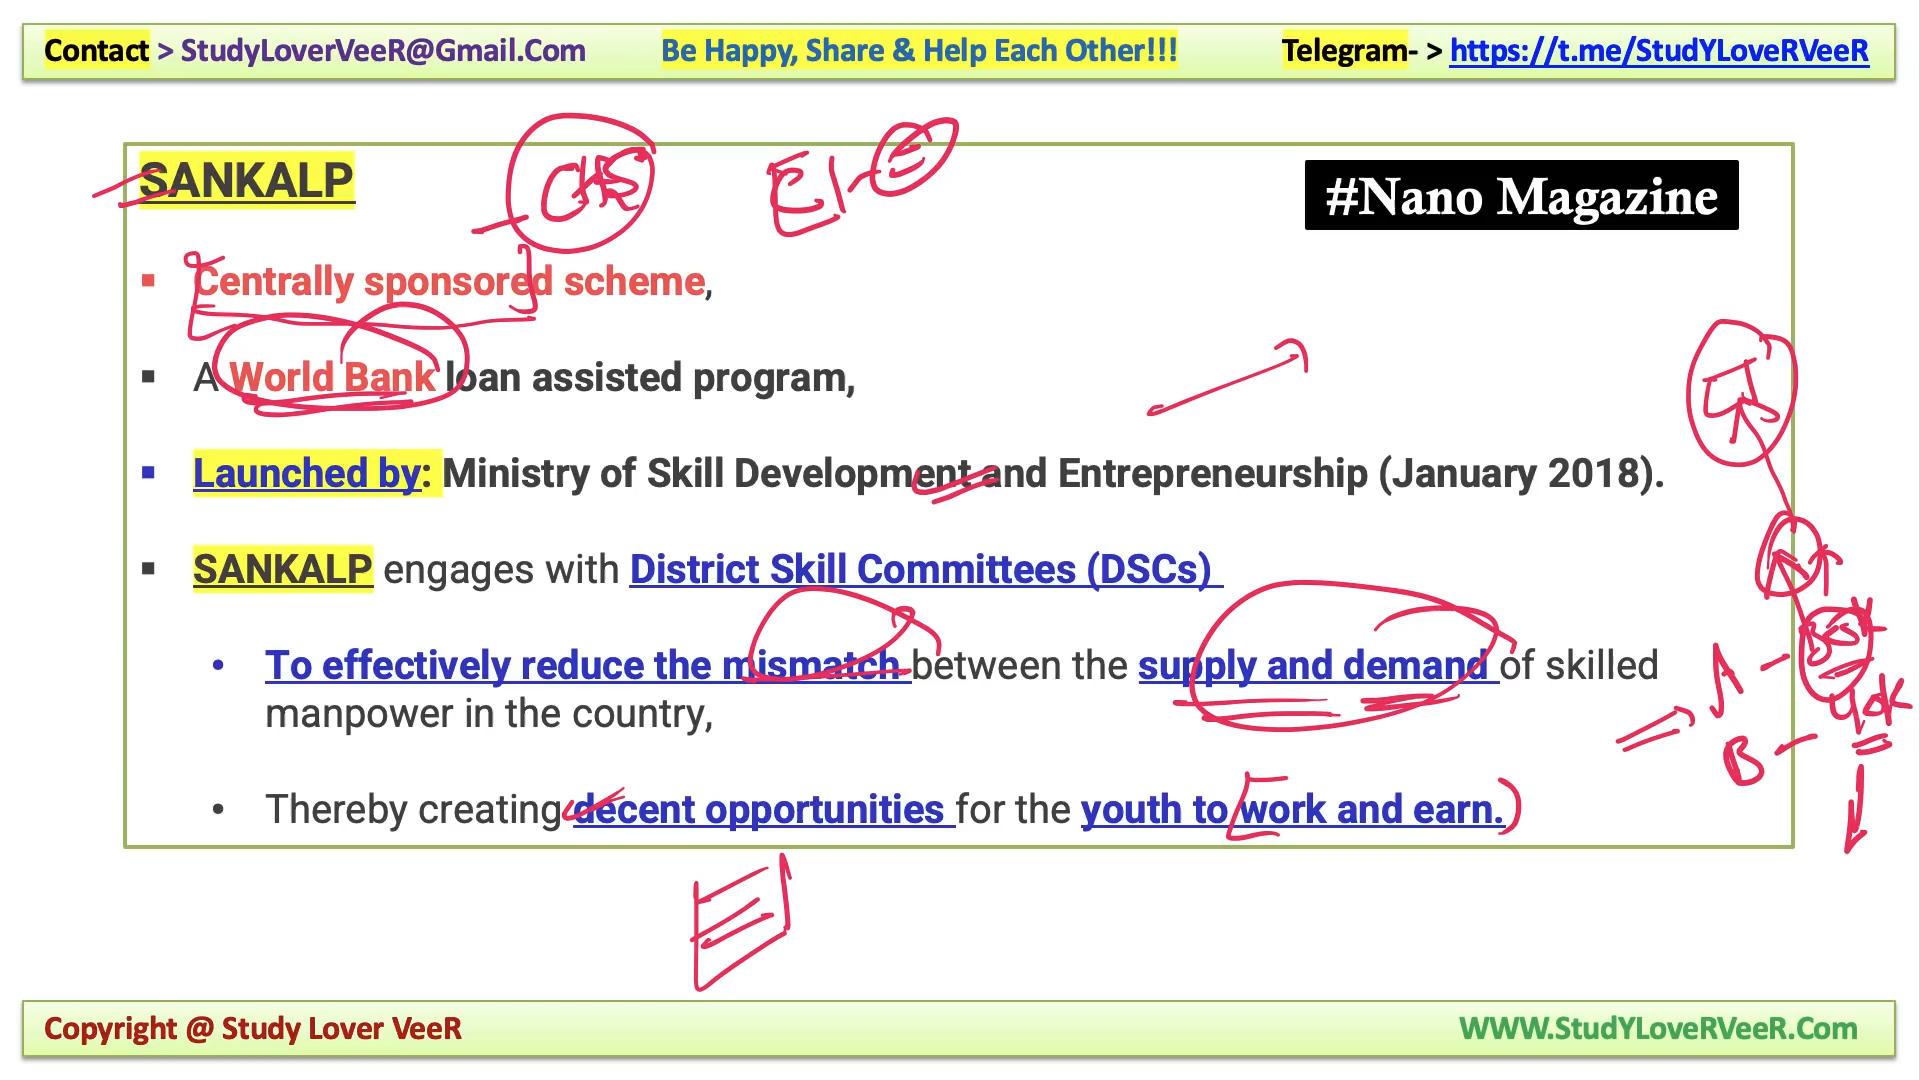 Contact > StudyLoverVeeR@Gmail.Com Be Happy, Share & Help Each Other!!! Telegram- > https://t.me/StudYLoveRVeeR
SANKALP
#Nano Magazine
▪ Centrally sponsored scheme,
▪ A World Bank loan assisted program,
▪ Launched by: Ministry of Skill Development and Entrepreneurship (January 2018).
▪ SANKALP engages with District Skill Committees (DSCs)
• To effectively reduce the mismatch between the supply and demand of skilled
manpower in the country,
• Thereby creating decent opportunities for the youth to work and earn.
A -
B - 40k
Copyright @ Study Lover VeeR WWW.StudYLoveRVeeR.Com